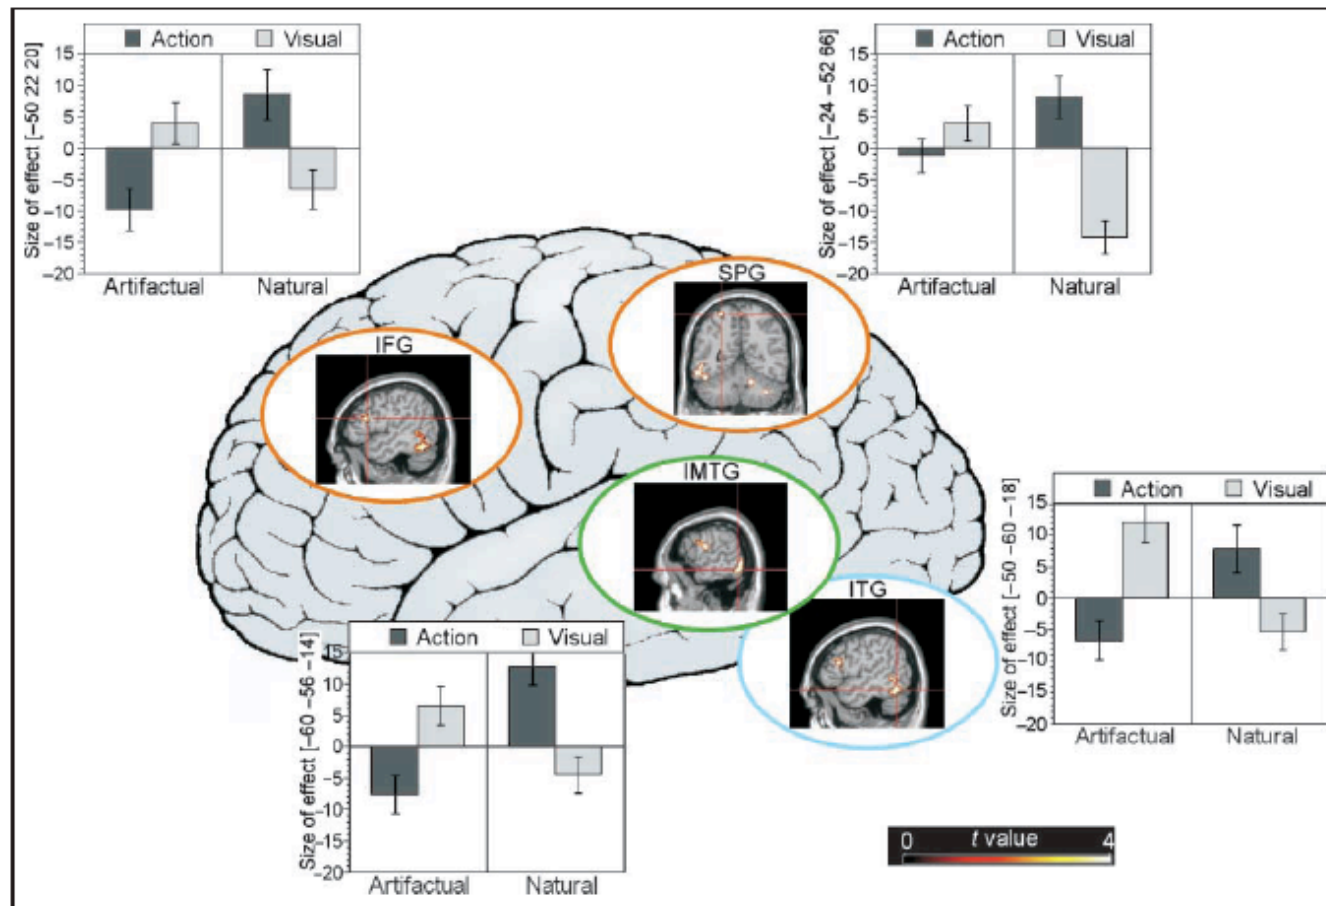 Action Visual
Size of effect [–50 22 20]
15
10
5
0
–5
–10
–15
–20
Artifactual Natural
Action Visual
Size of effect [–24 –52 66]
15
10
5
0
–5
–10
–15
–20
Artifactual Natural
SPG
IFG
IMTG
ITG
Action Visual
Size of effect [–50 –60 –18]
15
10
5
0
–5
–10
–15
–20
Artifactual Natural
Action Visual
Size of effect [–60 –56 –14]
15
10
5
0
–5
–10
–15
–20
Artifactual Natural
0 t value 4